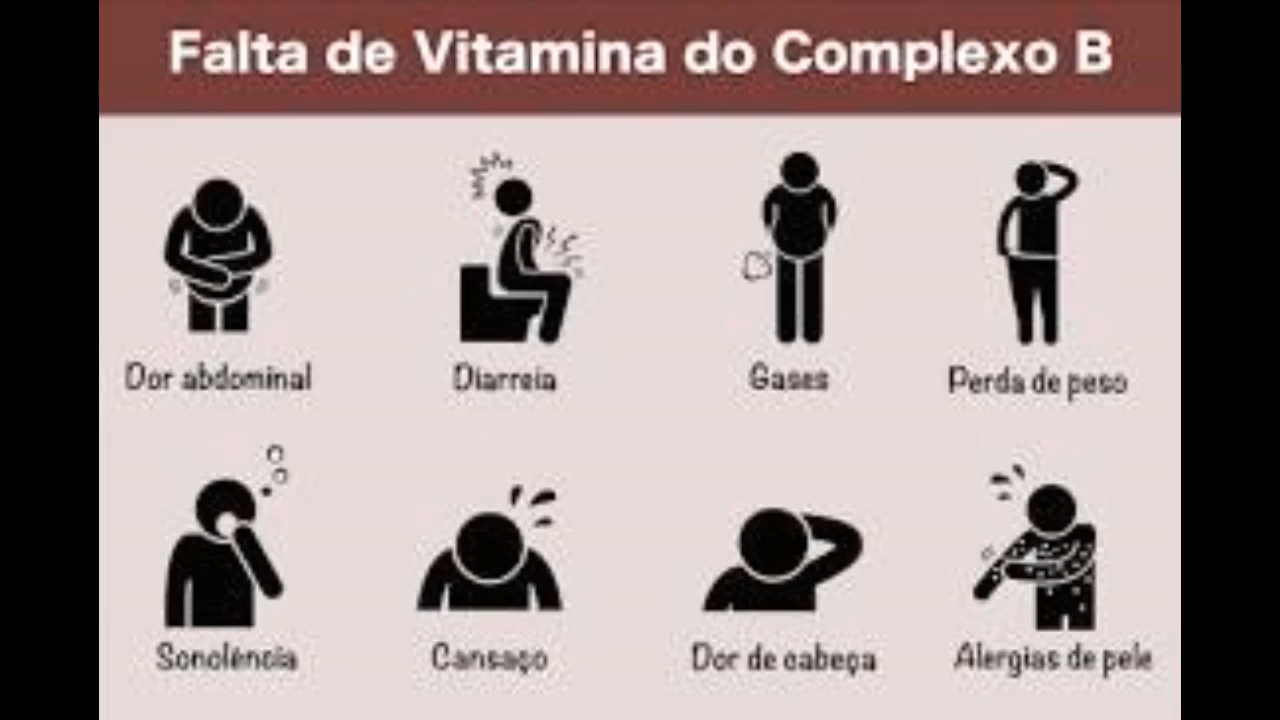 Falta de Vitamina do Complexo B
Dor abdominal
Diarreia
Gases
Perda de peso
Sonolência
Cansaço
Dor de cabeça
Alergias de pele